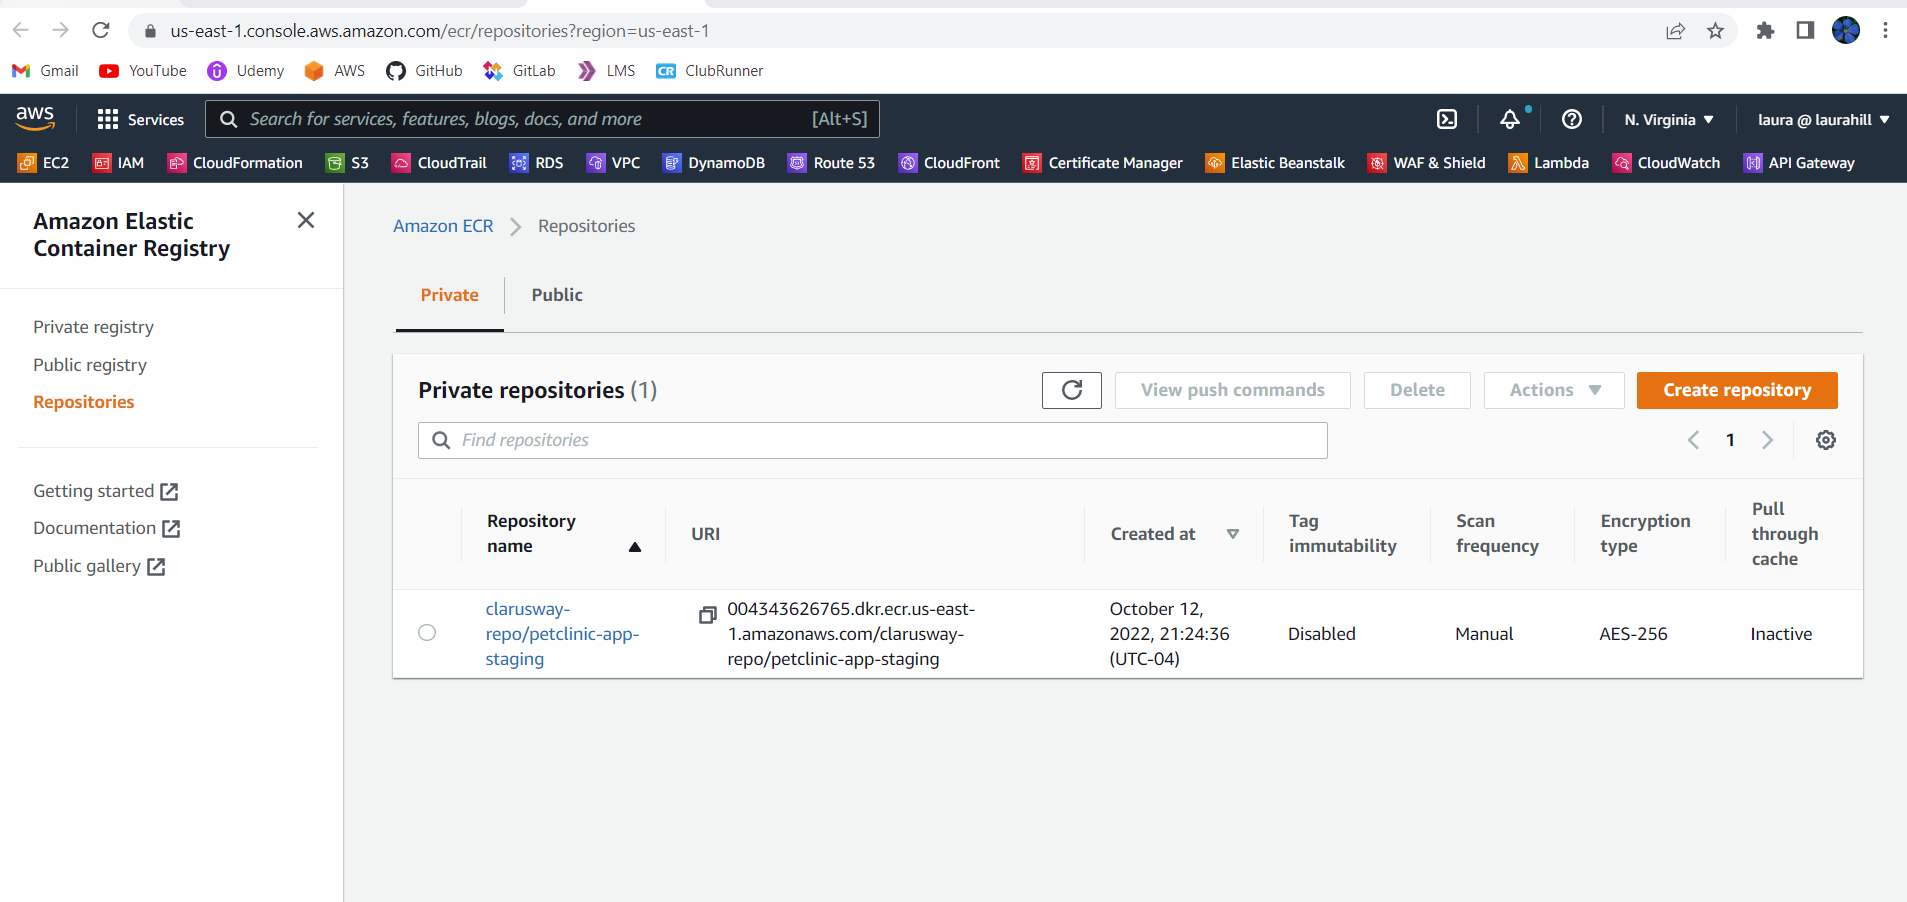 us-east-1.console.aws.amazon.com/ecr/repositories?region=us-east-1
Gmail YouTube Udemy AWS GitHub GitLab LMS CR ClubRunner
aws Services Search for services, features, blogs, docs, and more [Alt+S] N. Virginia laura @ laurahill
EC2 IAM CloudFormation S3 CloudTrail RDS VPC DynamoDB Route 53 CloudFront Certificate Manager Elastic Beanstalk WAF & Shield Lambda CloudWatch API Gateway
Amazon Elastic
Container Registry
Private registry
Public registry
Repositories
Getting started
Documentation
Public gallery
Amazon ECR Repositories
Private Public
Private repositories (1) View push commands Delete Actions Create repository
Find repositories 1
Repository
name
URI
Created at
Tag
immutability
Scan
frequency
Encryption
type
Pull
through
cache
clarusway-
repo/petclinic-app-
staging
004343626765.dkr.ecr.us-east-
1.amazonaws.com/clarusway-
repo/petclinic-app-staging
October 12,
2022, 21:24:36
(UTC-04)
Disabled
Manual
AES-256
Inactive